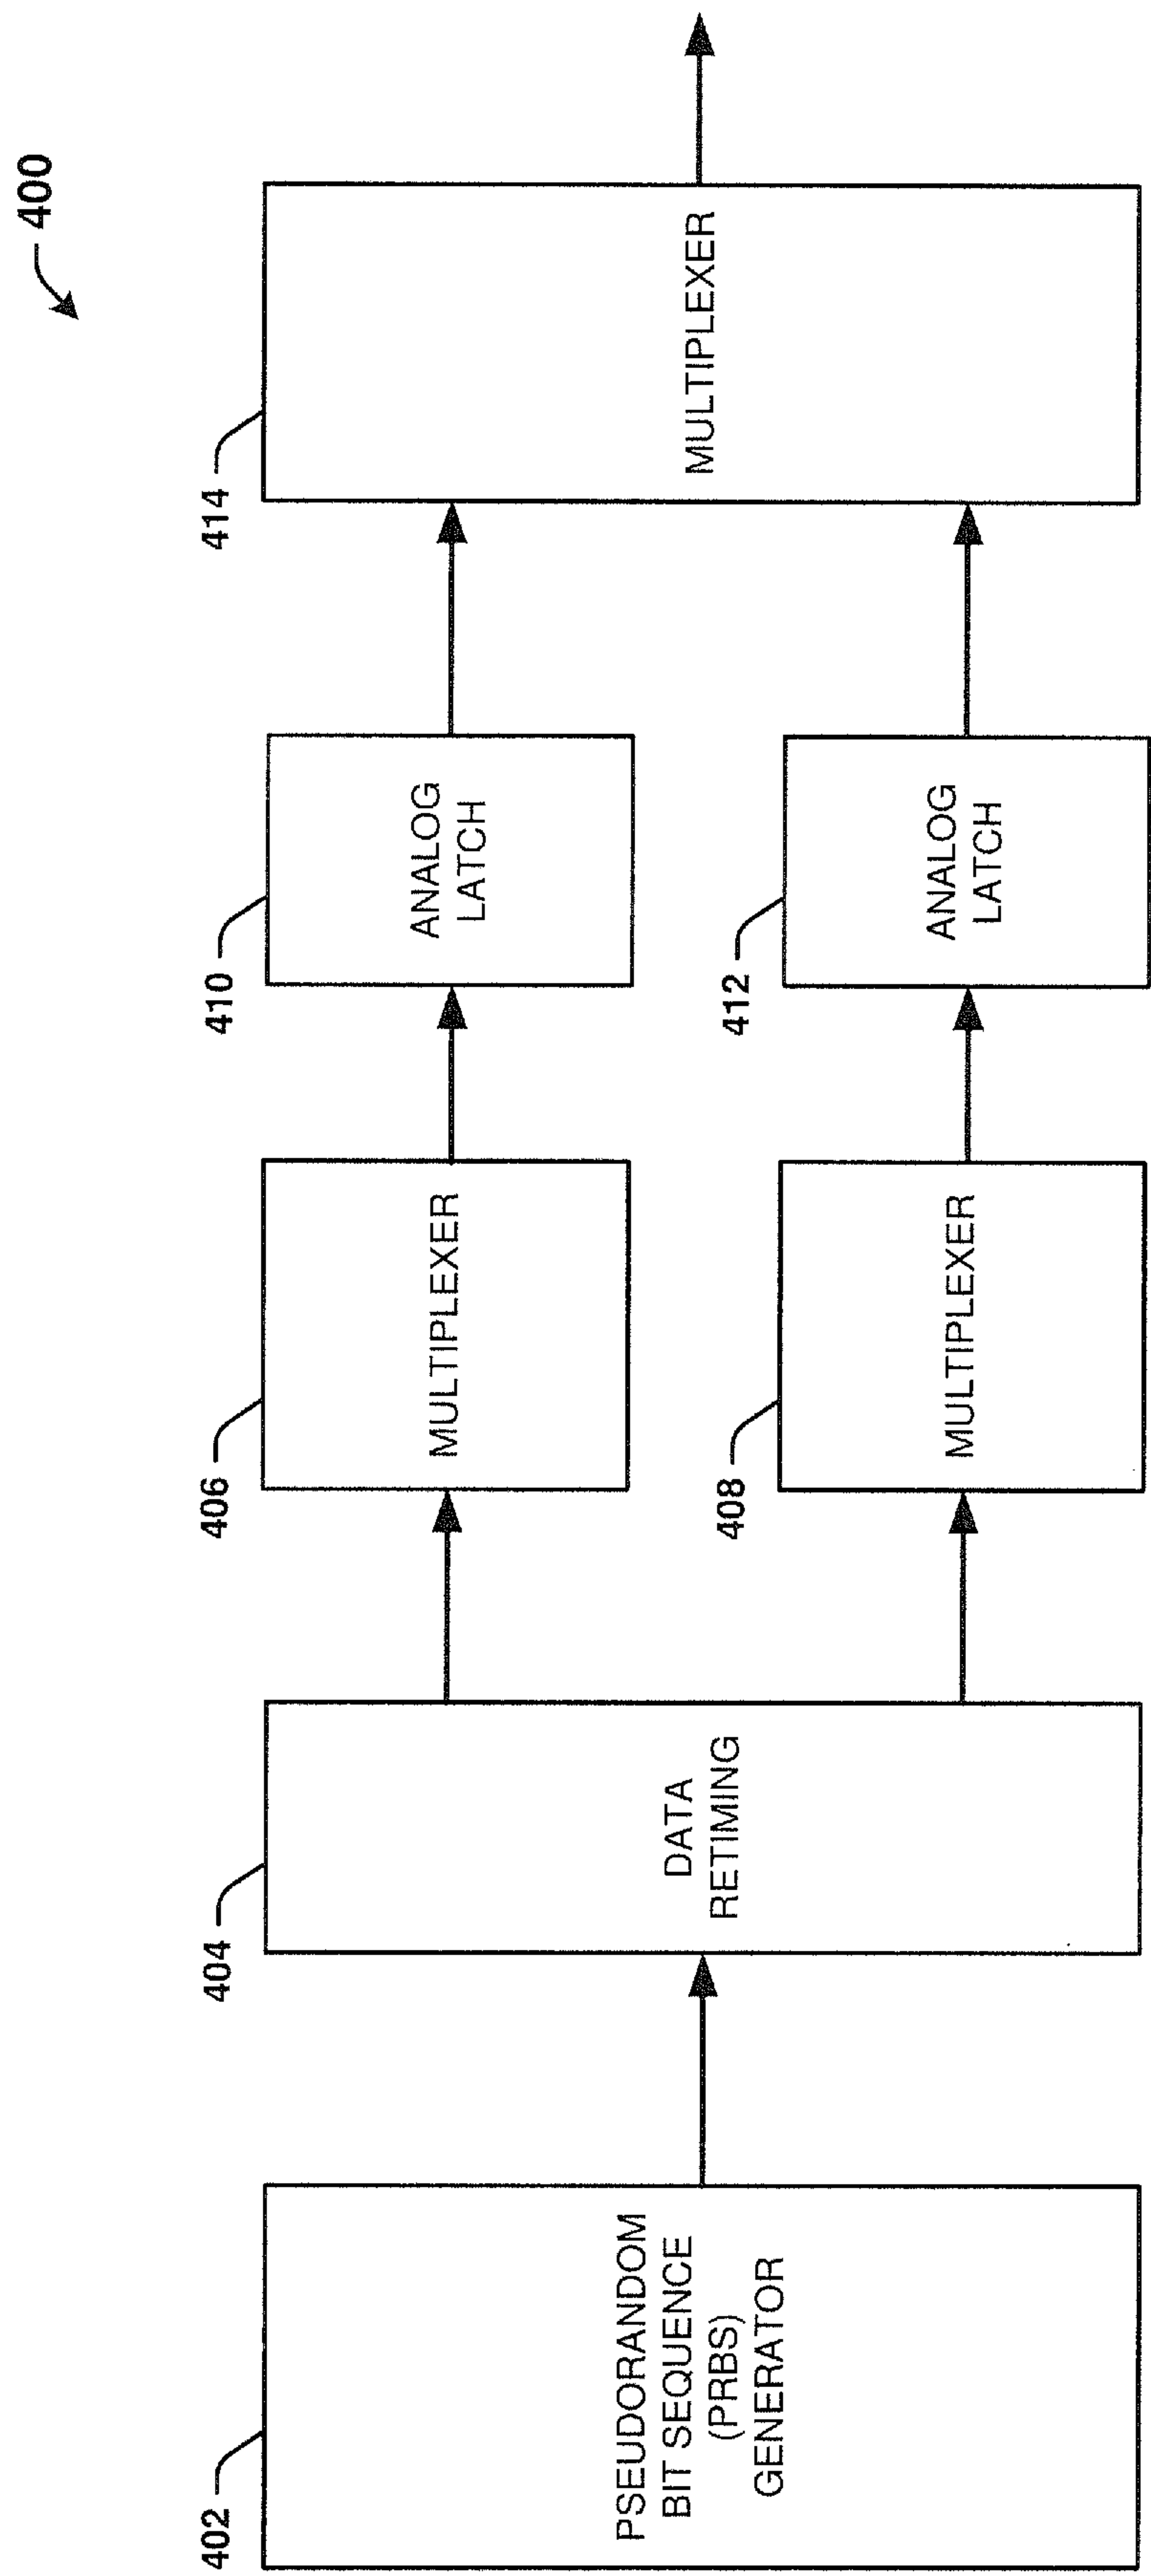 400
402
PSEUDORANDOM
BIT SEQUENCE
(PRBS)
GENERATOR
404
DATA
RETIMING
406
MULTIPLEXER
410
ANALOG
LATCH
408
MULTIPLEXER
412
ANALOG
LATCH
414
MULTIPLEXER